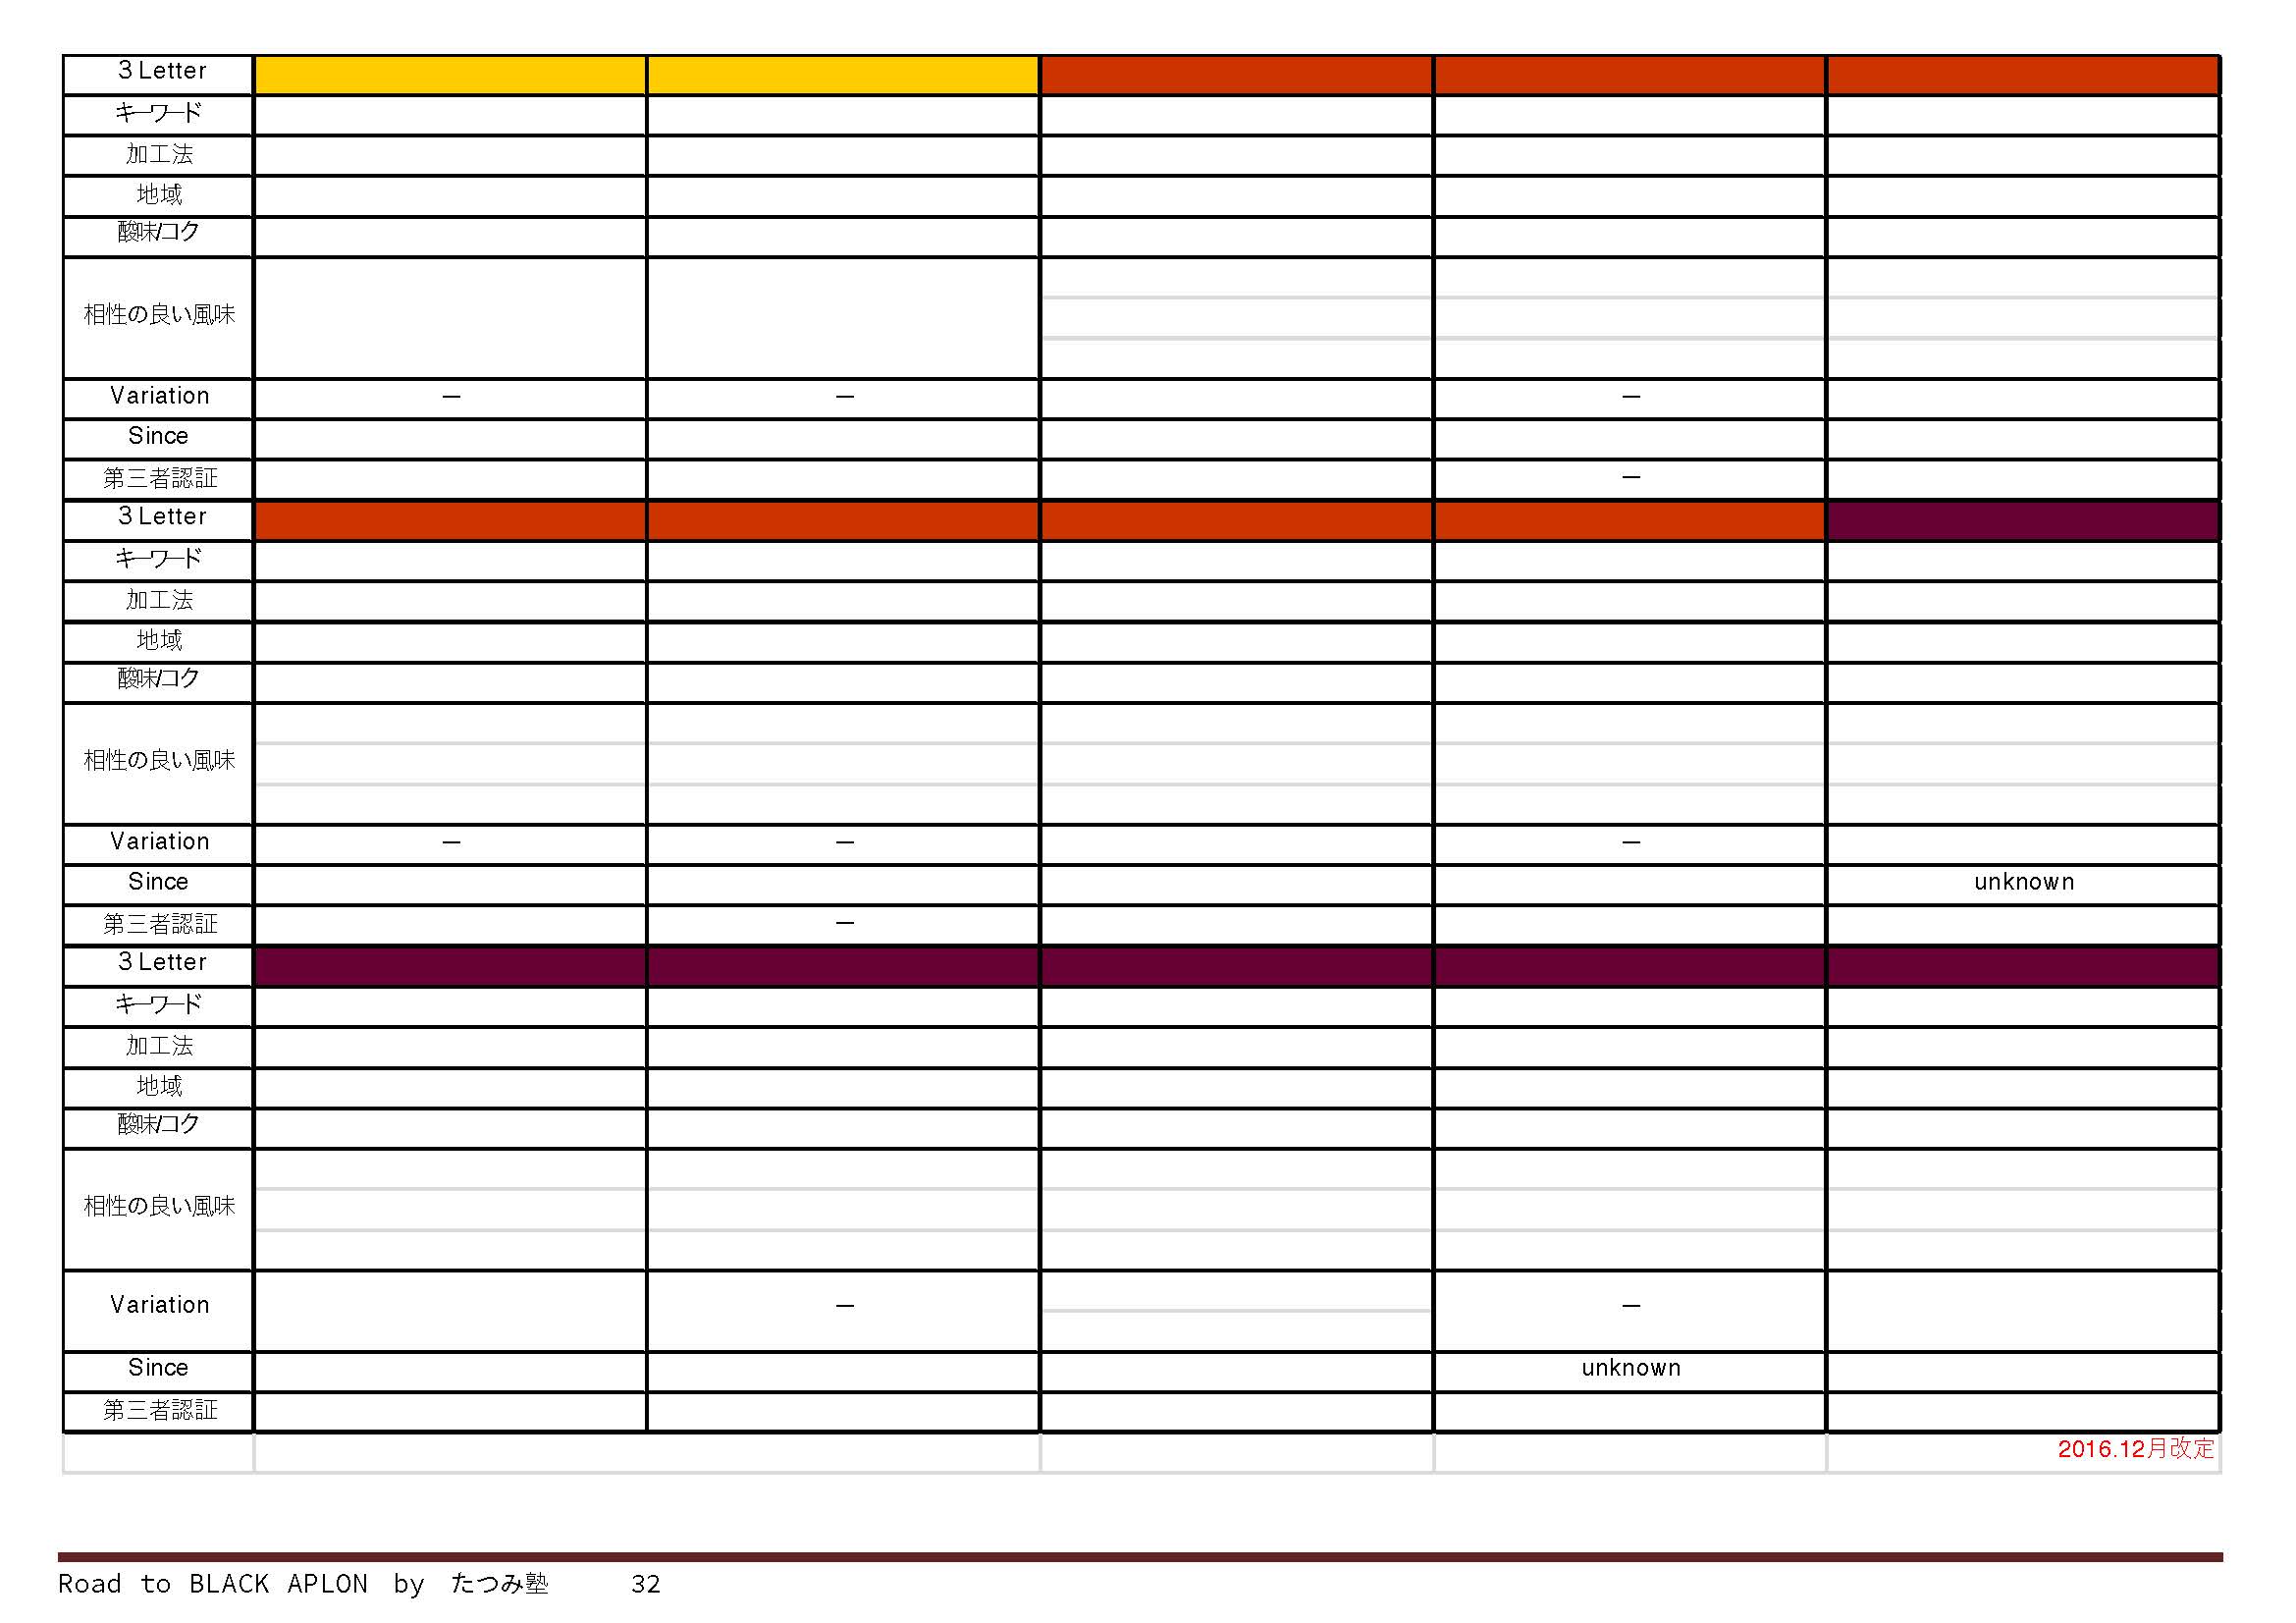 3 Letter
キーワード
加工法
地域
酸味/コク
相性の良い風味
Variation — — —
Since
第三者認証 —
3 Letter
キーワード
加工法
地域
酸味/コク
相性の良い風味
Variation — — —
Since unknown
第三者認証 —
3 Letter
キーワード
加工法
地域
酸味/コク
相性の良い風味
Variation — —
Since unknown
第三者認証
2016.12月改定
Road to BLACK APLON by たつみ塾 32